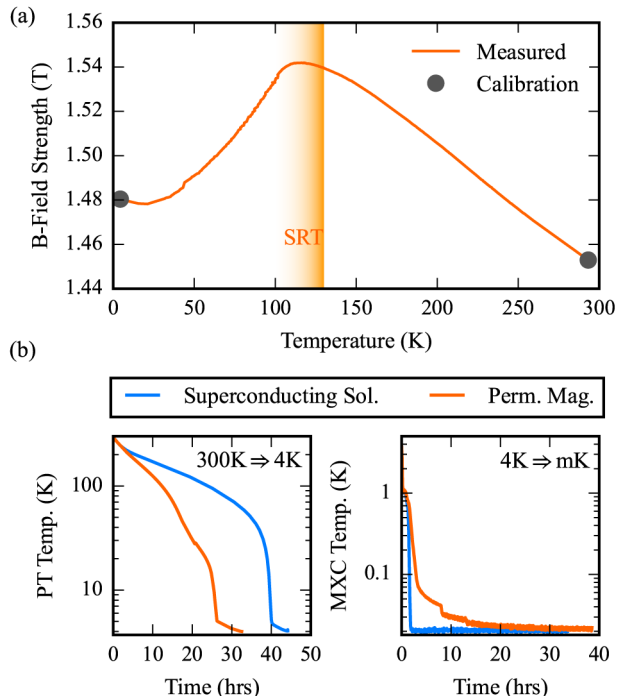 (a)
1.56
1.54
1.52
1.50
1.48
1.46
1.44
B-Field Strength (T)
Measured
Calibration
SRT
0 50 100 150 200 250 300
Temperature (K)
(b)
Superconducting Sol. Perm. Mag.
300K ⇒ 4K
100
10
PT Temp. (K)
0 10 20 30 40 50
Time (hrs)
4K ⇒ mK
1
0.1
MXC Temp. (K)
0 10 20 30 40
Time (hrs)